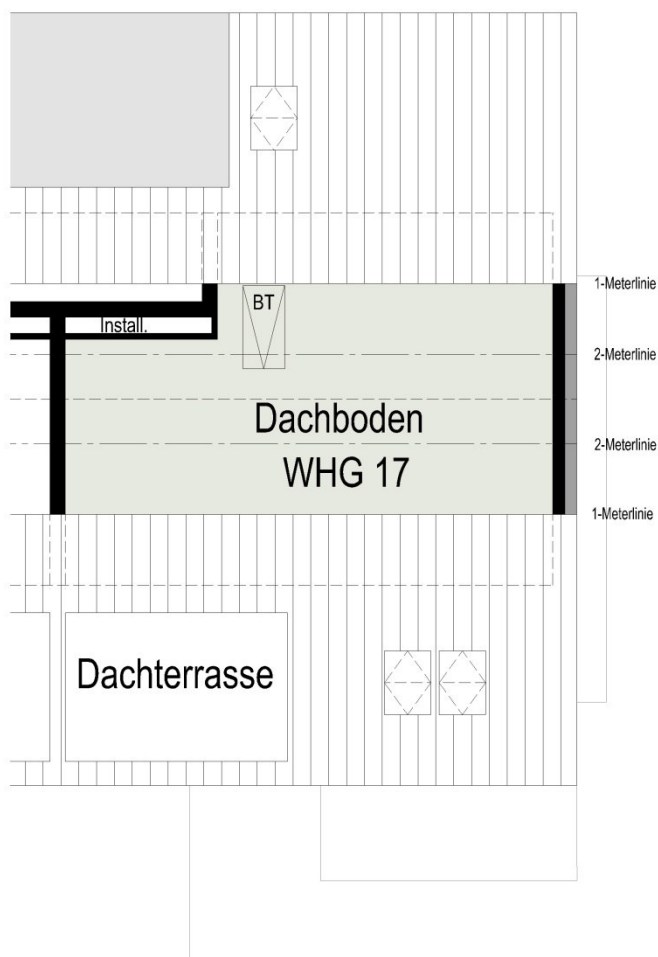 1-Meterlinie
BT
Install.
2-Meterlinie
Dachboden
WHG 17
2-Meterlinie
1-Meterlinie
Dachterrasse